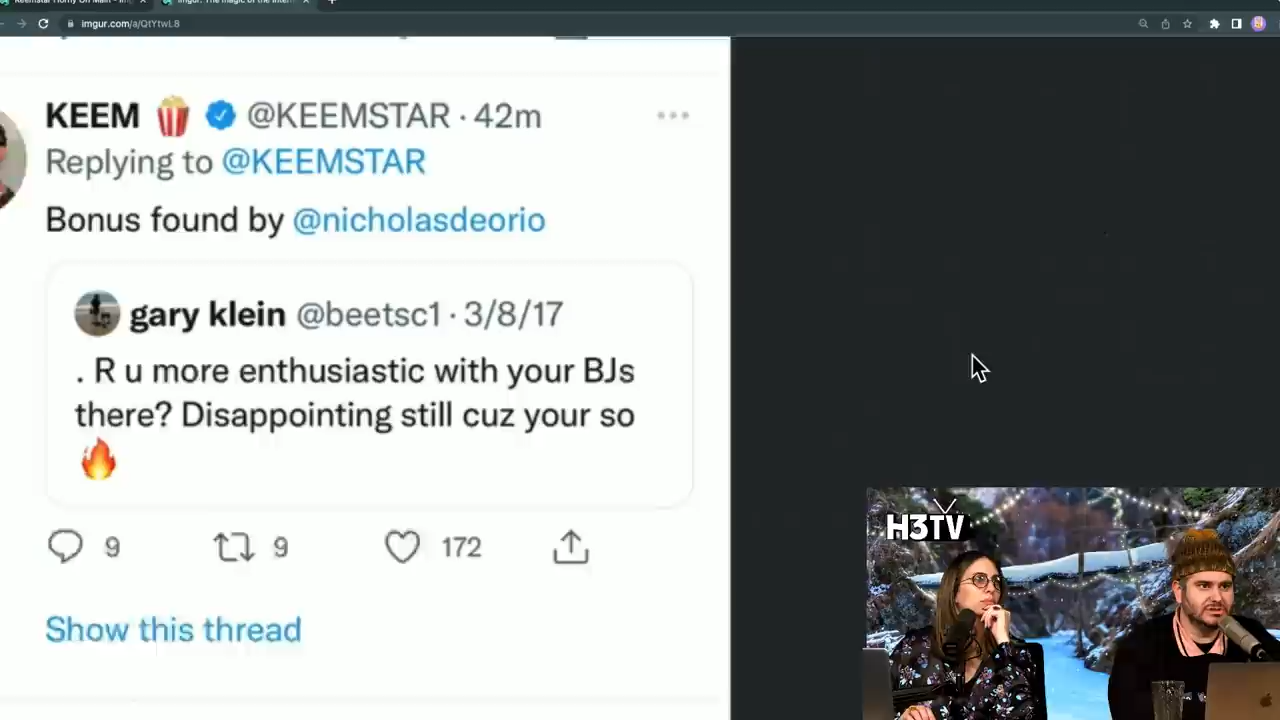 imgur.com/a/QtYtwL8
KEEM 🍿 @KEEMSTAR · 42m
Replying to @KEEMSTAR
Bonus found by @nicholasdeorio
gary klein @beetsc1 · 3/8/17
. R u more enthusiastic with your BJs
there? Disappointing still cuz your so
🔥
9 9 172
Show this thread
H3TV